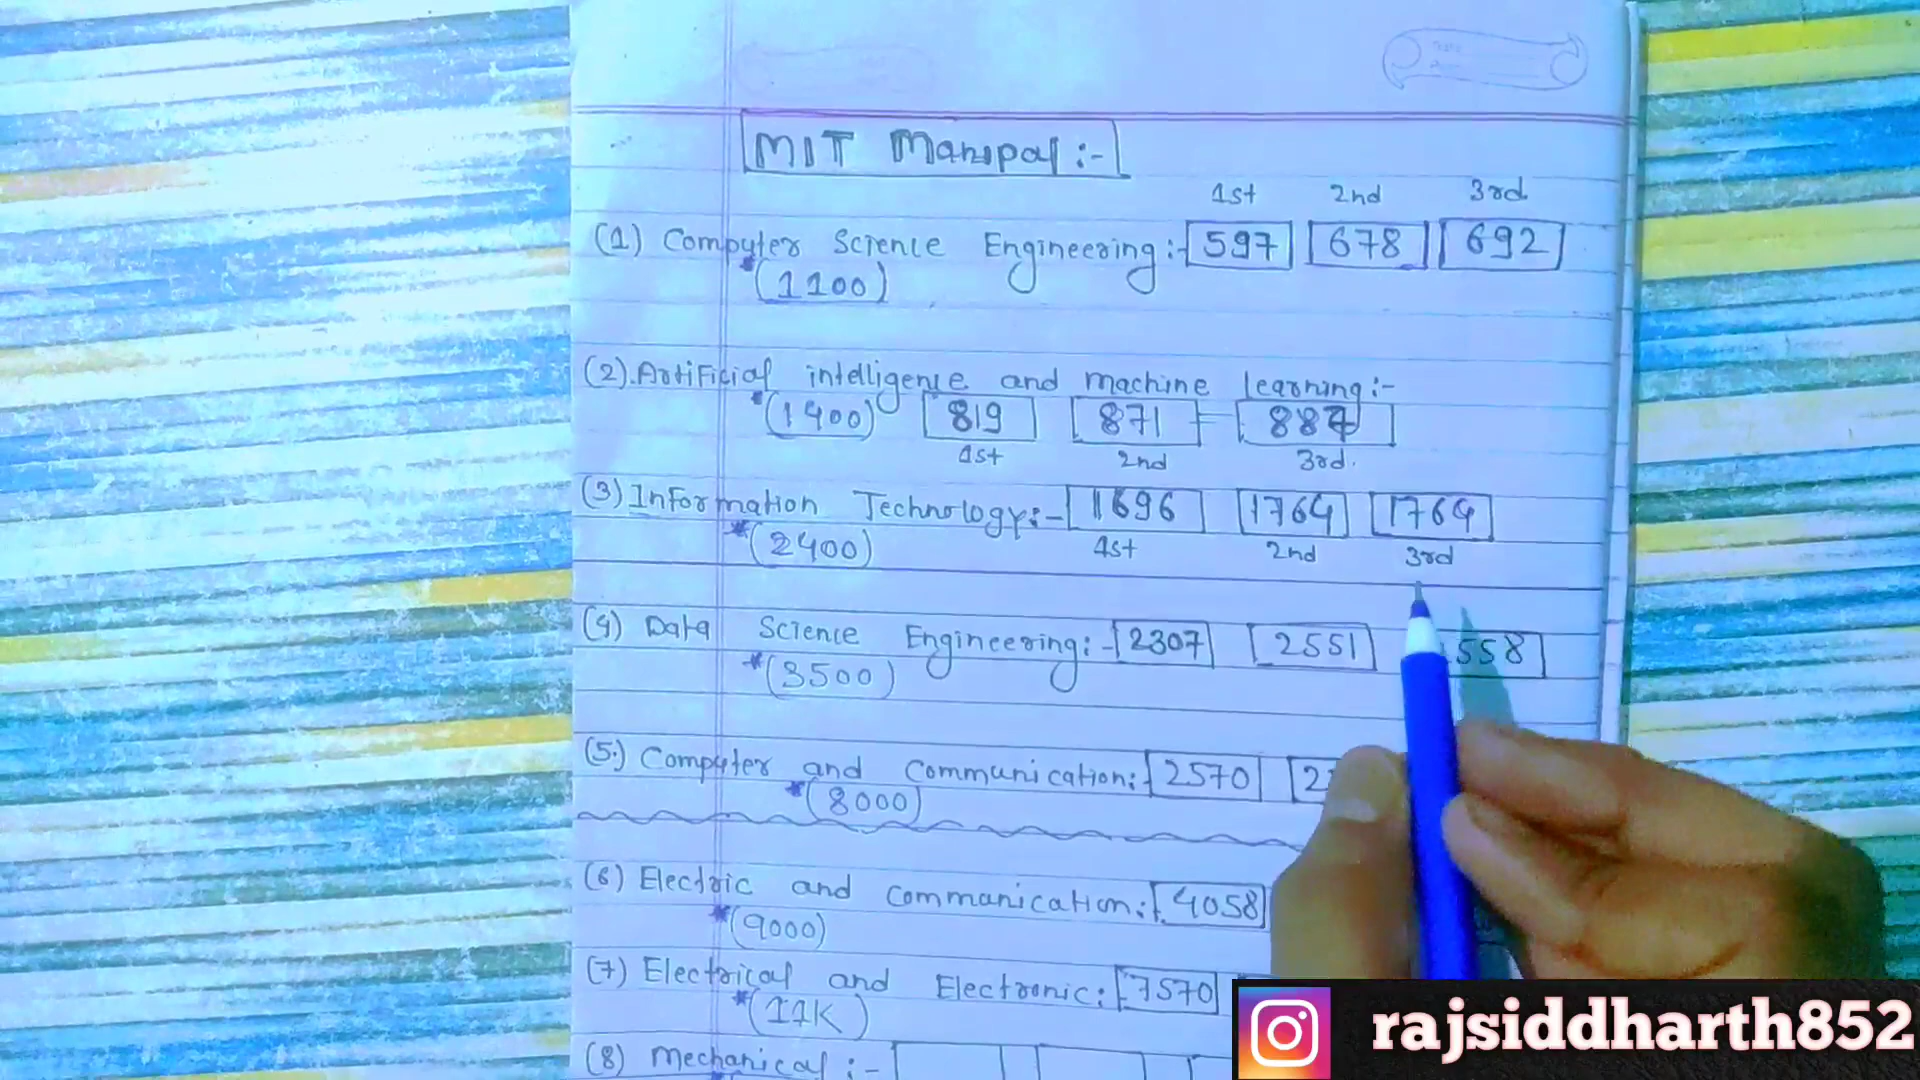 MIT Manipal :-
1st 2nd 3rd
(1) Computer Science Engineering :- 597 678 692
*(1100)
(2). Artificial intelligence and machine learning :-
*(1400) 819 871 884
1st 2nd 3rd.
(3) Information Technology :- 1696 1764 1764
*(2400) 1st 2nd 3rd
(4) Data Science Engineering :- 2307 2551 558
*(3500)
(5.) Computer and Communication :- 2570 2
*(8000)
(6) Electric and communication :- 4058
*(9000)
(7) Electrical and Electronic :- 7570
*(17K)
(8) Mechanical :-
rajsiddharth852